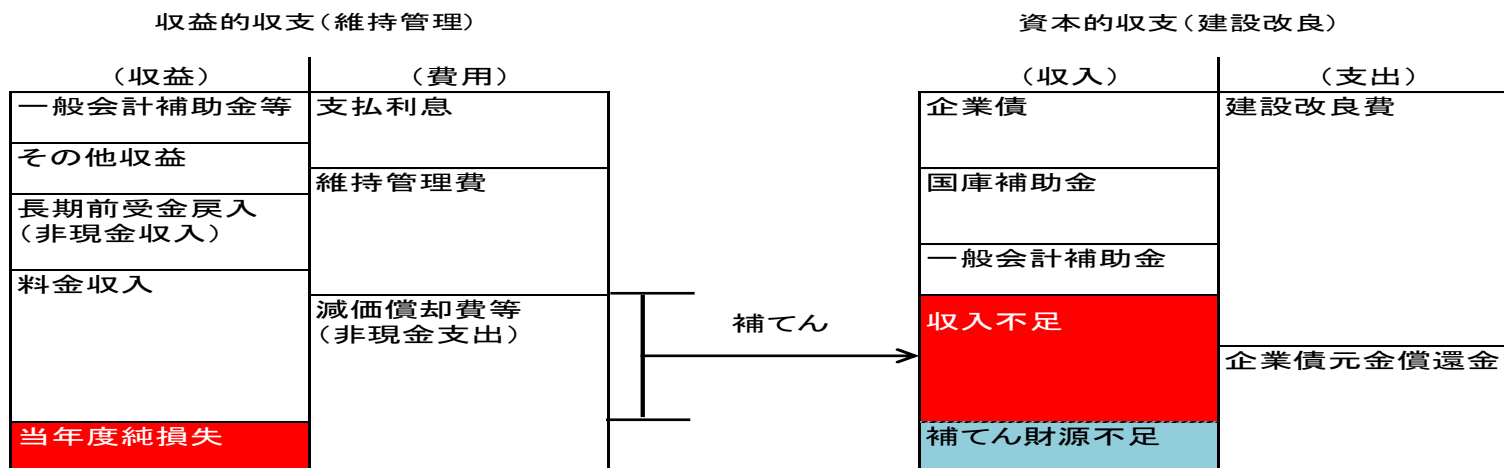 収益的収支（維持管理）
資本的収支（建設改良）
（収益）
（費用）
一般会計補助金等
その他収益
長期前受金戻入
（非現金収入）
料金収入
当年度純損失
支払利息
維持管理費
減価償却費等
（非現金支出）
補てん
（収入）
（支出）
企業債
国庫補助金
一般会計補助金
収入不足
補てん財源不足
建設改良費
企業債元金償還金